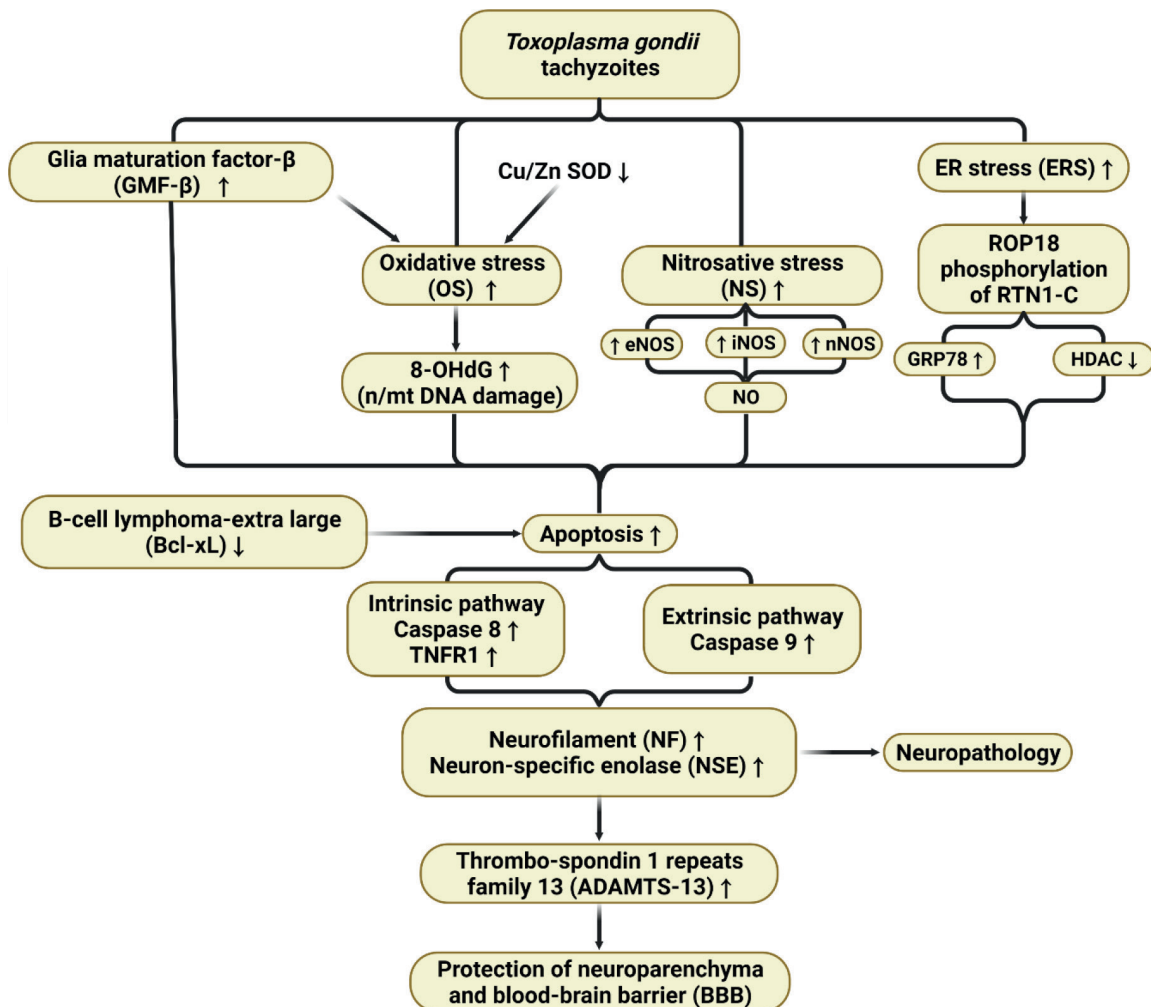 Toxoplasma gondii
tachyzoites
Glia maturation factor-β
(GMF-β) ↑
Cu/Zn SOD ↓
ER stress (ERS) ↑
Oxidative stress
(OS) ↑
Nitrosative stress
(NS) ↑
ROP18
phosphorylation
of RTN1-C
↑ eNOS
↑ iNOS
↑ nNOS
GRP78 ↑
HDAC ↓
8-OHdG ↑
(n/mt DNA damage)
NO
B-cell lymphoma-extra large
(Bcl-xL) ↓
Apoptosis ↑
Intrinsic pathway
Caspase 8 ↑
TNFR1 ↑
Extrinsic pathway
Caspase 9 ↑
Neurofilament (NF) ↑
Neuron-specific enolase (NSE) ↑
Neuropathology
Thrombo-spondin 1 repeats
family 13 (ADAMTS-13) ↑
Protection of neuroparenchyma
and blood-brain barrier (BBB)